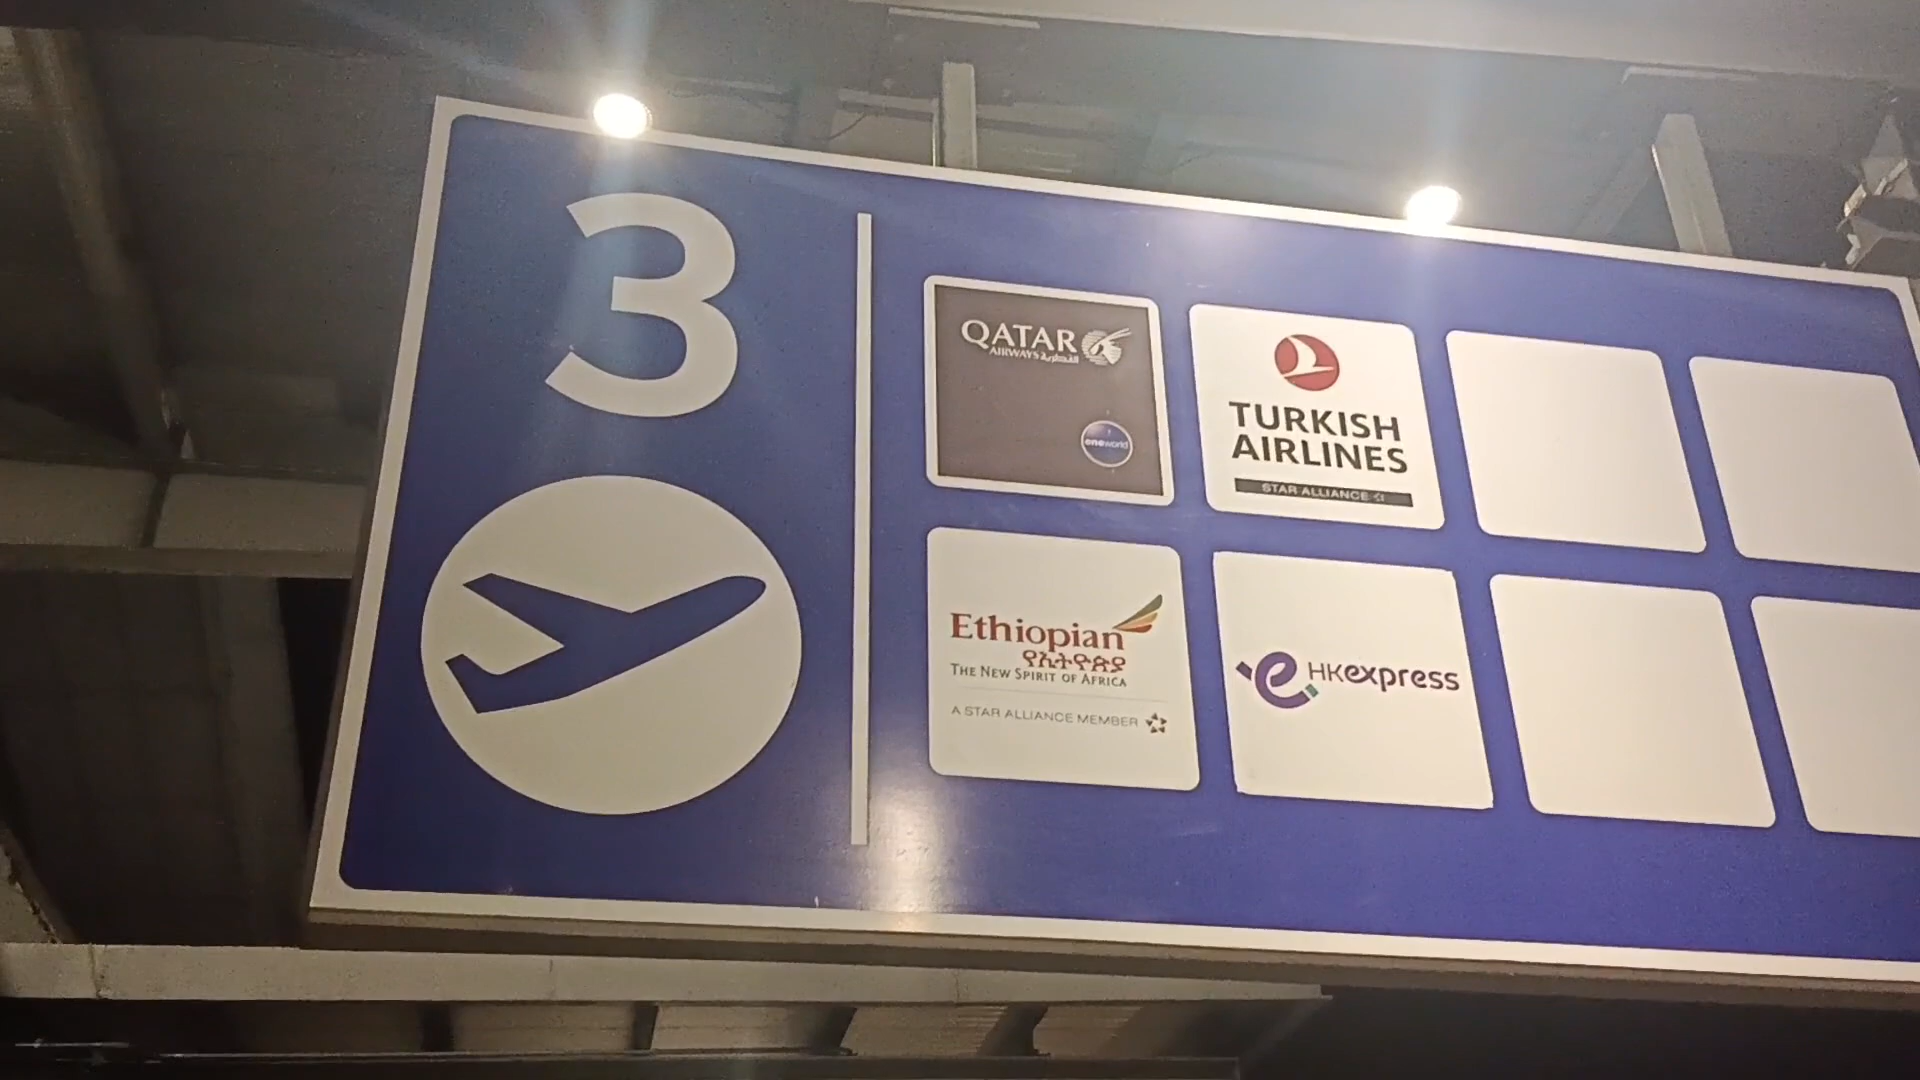 3
QATAR
AIRWAYS القطرية
oneworld
TURKISH
AIRLINES
STAR ALLIANCE
Ethiopian
የኢትዮጵያ
THE NEW SPIRIT OF AFRICA
A STAR ALLIANCE MEMBER
e HKexpress